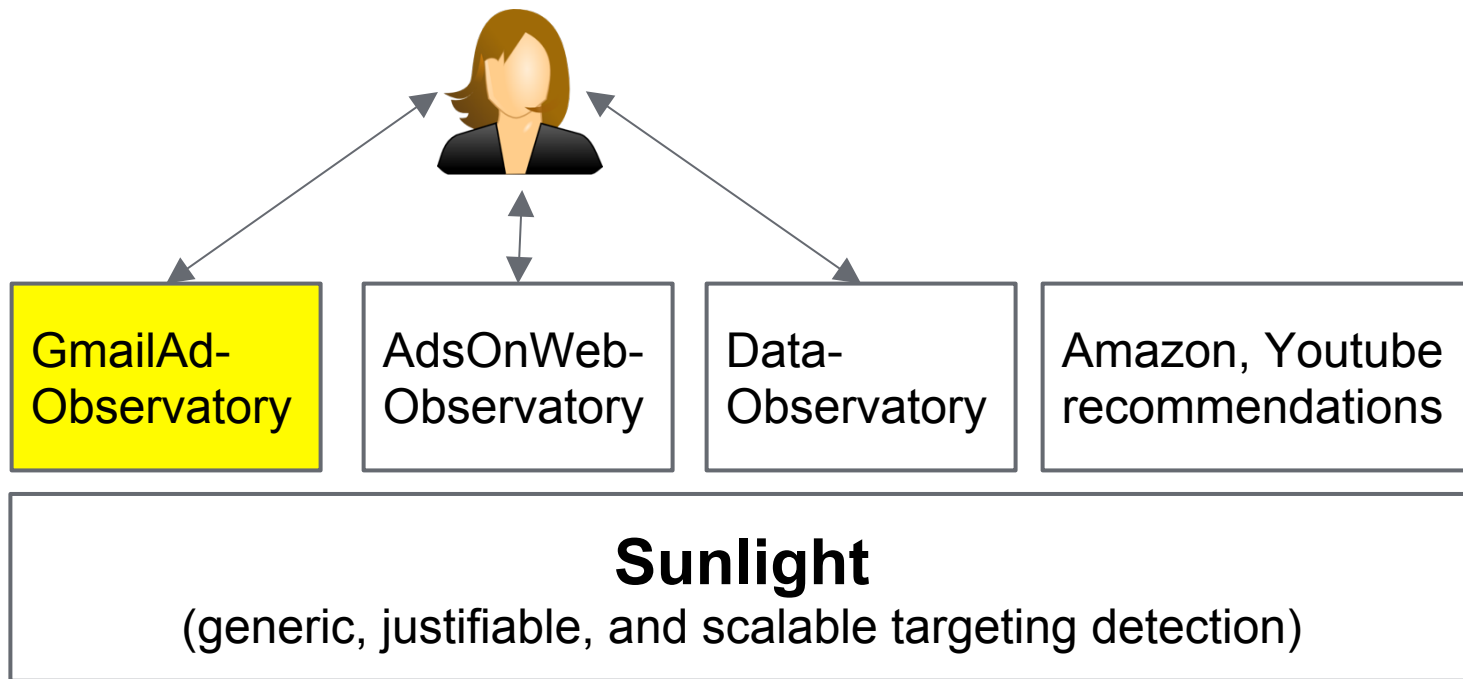 GmailAd-
Observatory
AdsOnWeb-
Observatory
Data-
Observatory
Amazon, Youtube
recommendations
Sunlight
(generic, justifiable, and scalable targeting detection)